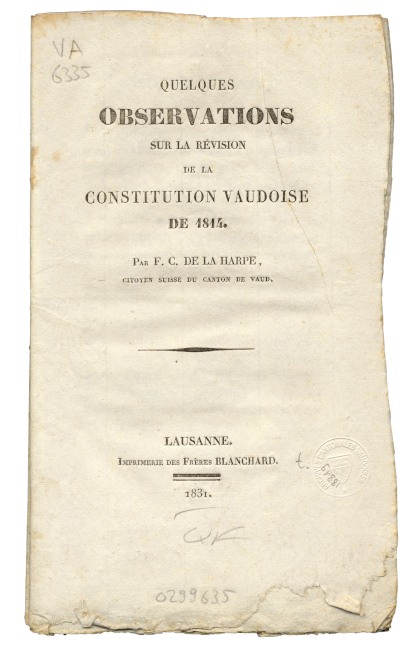 VA
6335
QUELQUES
OBSERVATIONS
SUR LA RÉVISION
DE LA
CONSTITUTION VAUDOISE
DE 1814.
PAR F. C. DE LA HARPE,
CITOYEN SUISSE DU CANTON DE VAUD.
LAUSANNE.
IMPRIMERIE DES FRÈRES BLANCHARD.
1831.
0299635